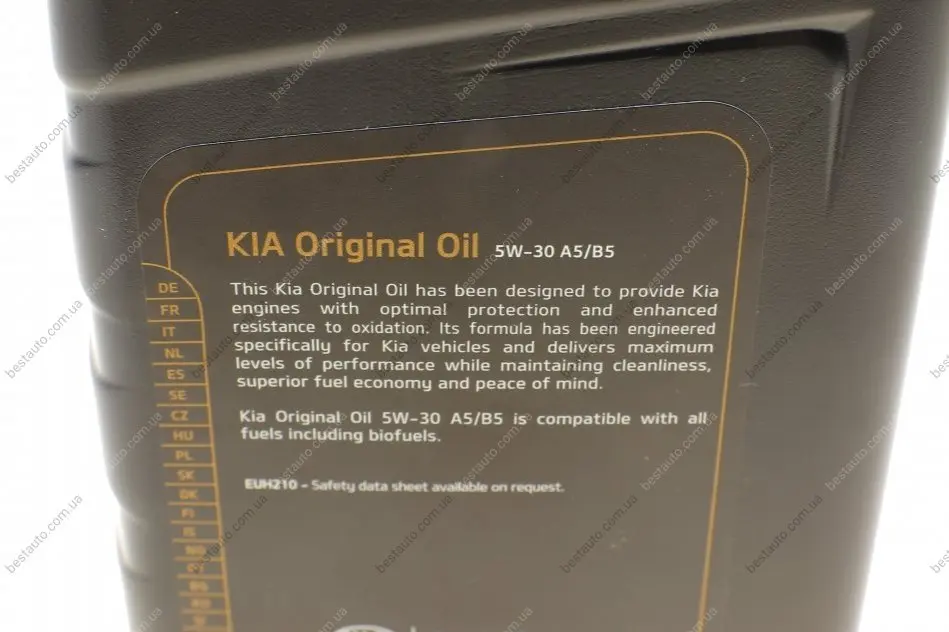 KIA Original Oil 5W-30 A5/B5
This Kia Original Oil has been designed to provide Kia
engines with optimal protection and enhanced
resistance to oxidation. Its formula has been engineered
specifically for Kia vehicles and delivers maximum
levels of performance while maintaining cleanliness,
superior fuel economy and peace of mind.
Kia Original Oil 5W-30 A5/B5 is compatible with all
fuels including biofuels.
EUH210 - Safety data sheet available on request.
DE
FR
IT
NL
ES
SE
CZ
HU
PL
SK
DK
FI
IS
NO
bestauto.com.ua